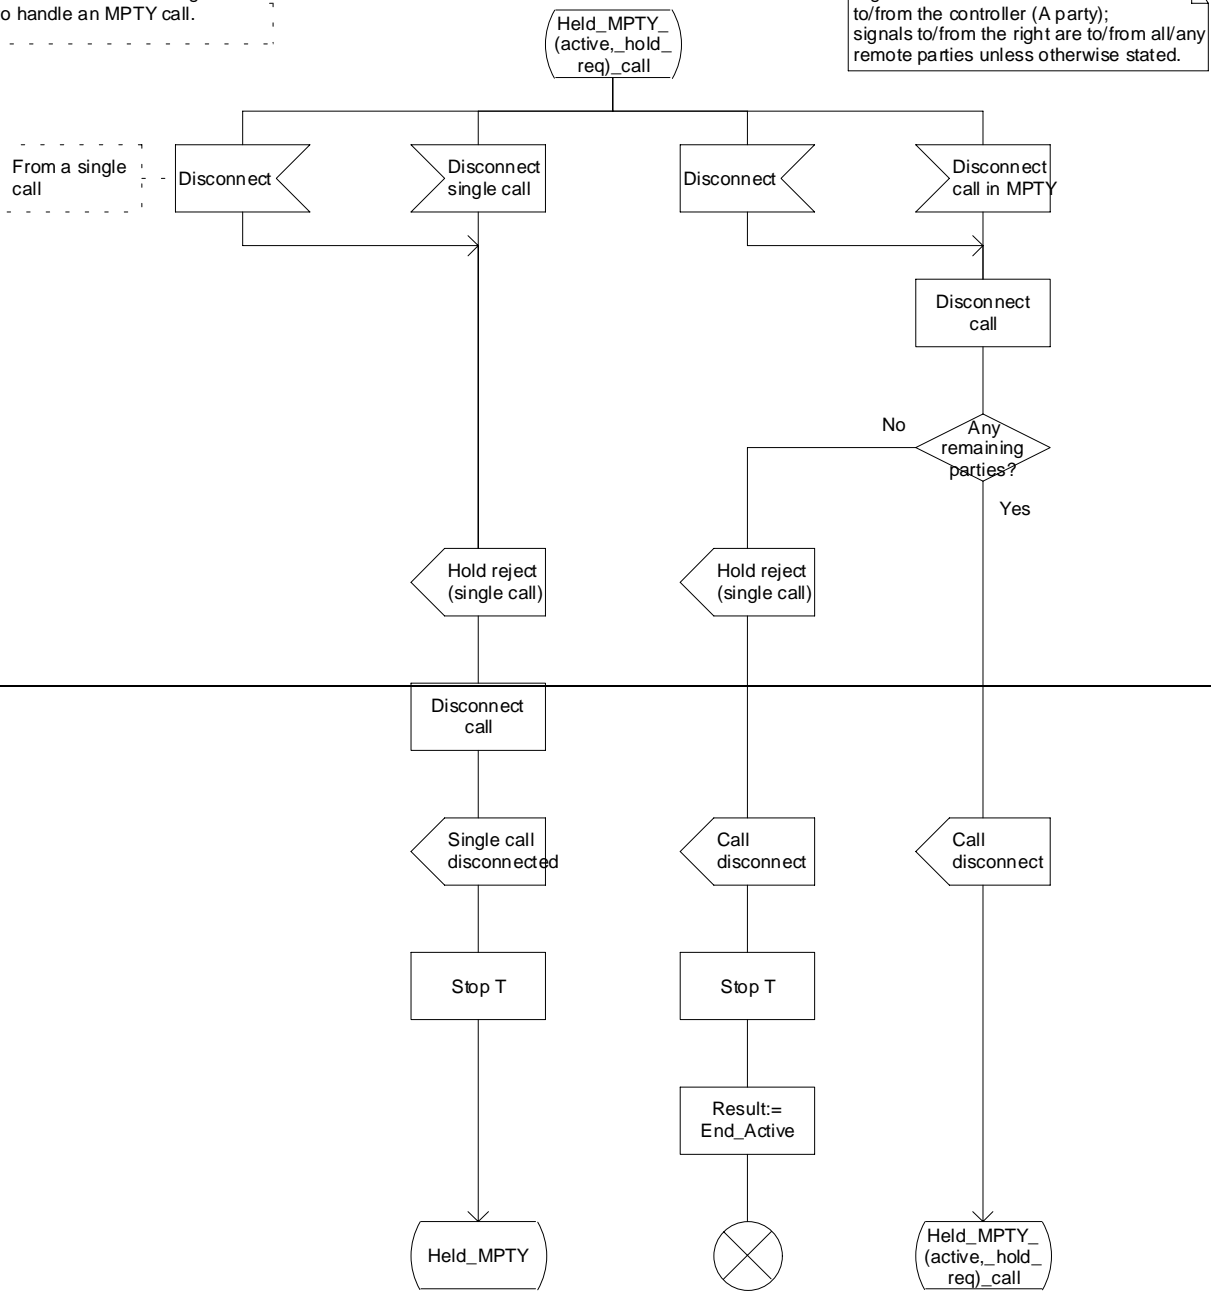 o handle an MPTY call.
to/from the controller (A party);
signals to/from the right are to/from all/any
remote parties unless otherwise stated.
Held_MPTY_
(active,_hold_
req)_call
From a single
call
Disconnect
Disconnect
single call
Disconnect
Disconnect
call in MPTY
Disconnect
call
No
Any
remaining
parties?
Yes
Hold reject
(single call)
Hold reject
(single call)
Disconnect
call
Single call
disconnected
Call
disconnect
Call
disconnect
Stop T
Stop T
Result:=
End_Active
Held_MPTY
Held_MPTY_
(active,_hold_
req)_call